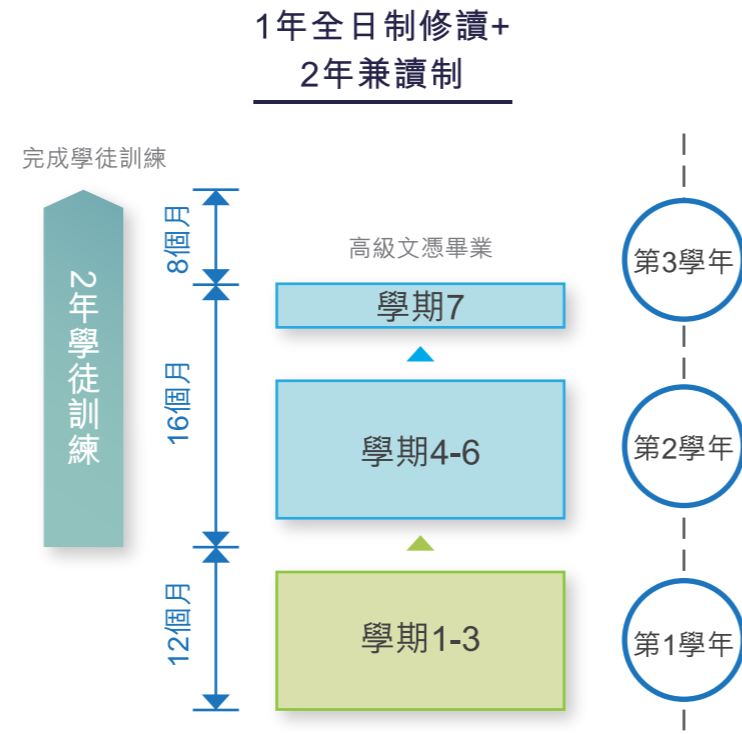 1年全日制修讀+
2年兼讀制
完成學徒訓練
2年學徒訓練
8個月
16個月
12個月
高級文憑畢業
學期7
學期4-6
學期1-3
第3學年
第2學年
第1學年